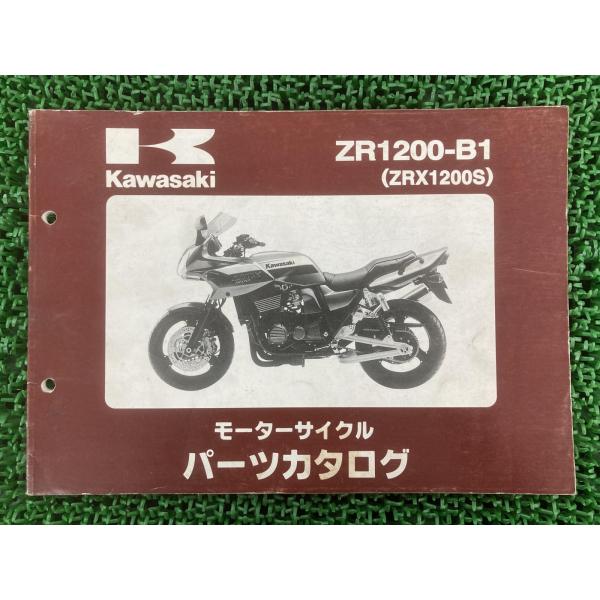 Kawasaki
ZR1200-B1
(ZRX1200S)
Kawasaki
モーターサイクル
パーツカタログ